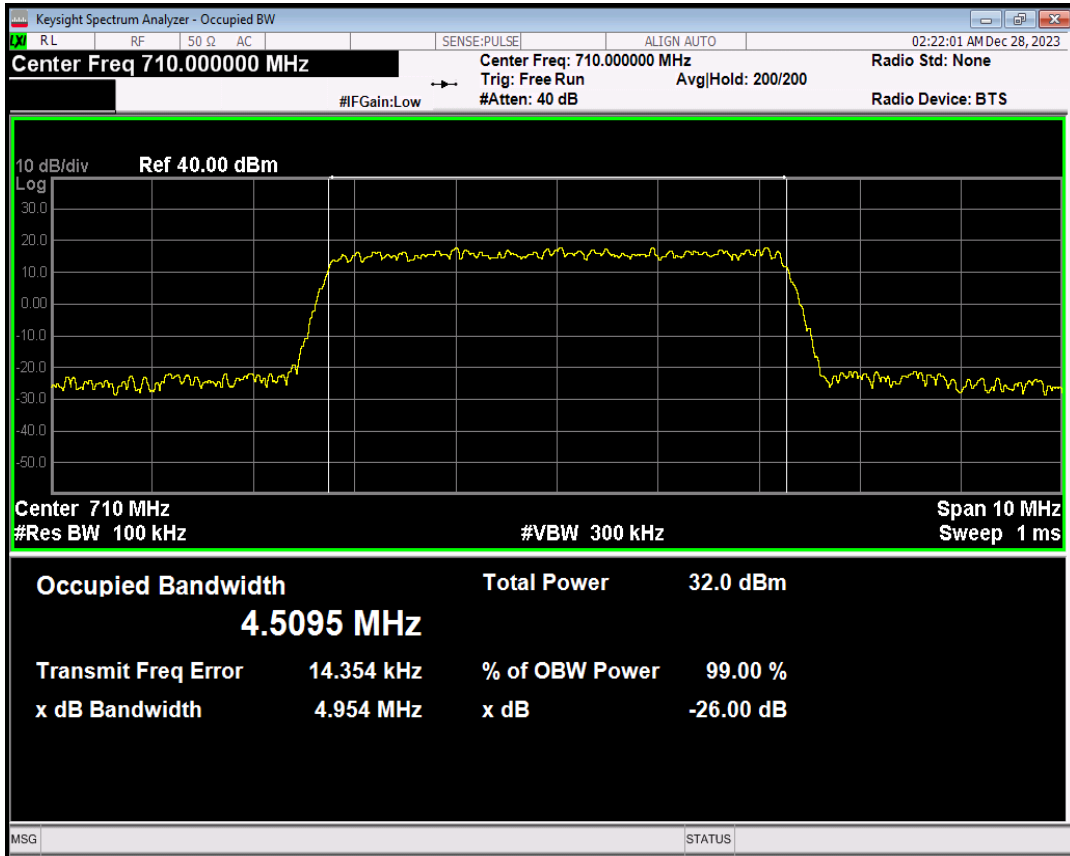 Keysight Spectrum Analyzer - Occupied BW
LXI RL RF 50 Ω AC SENSE:PULSE ALIGN AUTO 02:22:01 AM Dec 28, 2023
Center Freq 710.000000 MHz Center Freq: 710.000000 MHz Radio Std: None
Trig: Free Run Avg|Hold: 200/200
#IFGain:Low #Atten: 40 dB Radio Device: BTS
10 dB/div Ref 40.00 dBm
Log
30.0
20.0
10.0
0.00
-10.0
-20.0
-30.0
-40.0
-50.0
Center 710 MHz Span 10 MHz
#Res BW 100 kHz #VBW 300 kHz Sweep 1 ms
Occupied Bandwidth Total Power 32.0 dBm
4.5095 MHz
Transmit Freq Error 14.354 kHz % of OBW Power 99.00 %
x dB Bandwidth 4.954 MHz x dB -26.00 dB
MSG STATUS